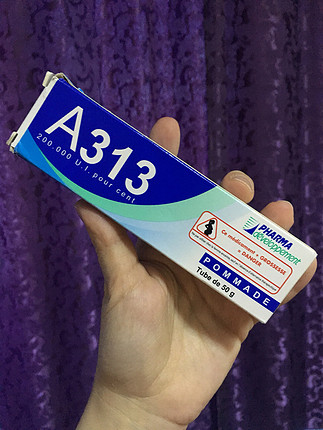 A313
200.000 U.I. pour cent
PHARMA
développement
Ce médicament + GROSSESSE
= DANGER
POMMADE
Tube de 50 g